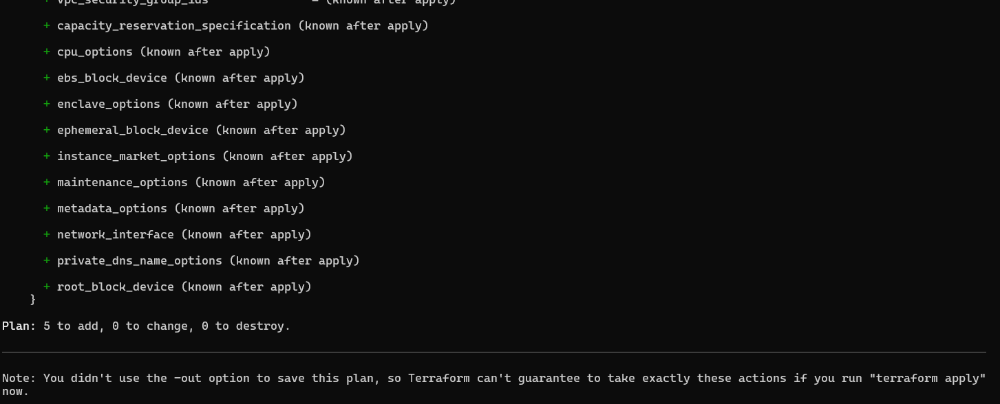 + vpc_security_group_ids = (known after apply)
+ capacity_reservation_specification (known after apply)
+ cpu_options (known after apply)
+ ebs_block_device (known after apply)
+ enclave_options (known after apply)
+ ephemeral_block_device (known after apply)
+ instance_market_options (known after apply)
+ maintenance_options (known after apply)
+ metadata_options (known after apply)
+ network_interface (known after apply)
+ private_dns_name_options (known after apply)
+ root_block_device (known after apply)
}
Plan: 5 to add, 0 to change, 0 to destroy.
Note: You didn't use the -out option to save this plan, so Terraform can't guarantee to take exactly these actions if you run "terraform apply"
now.